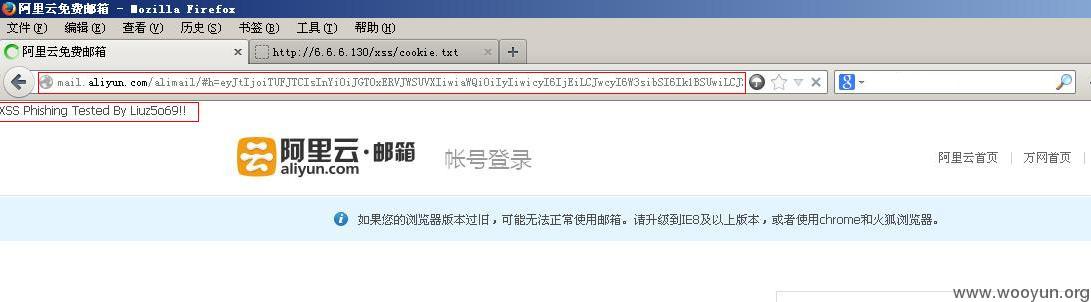 阿里云免费邮箱 - Mozilla Firefox
文件(F) 编辑(E) 查看(V) 历史(S) 书签(B) 工具(T) 帮助(H)
阿里云免费邮箱 × http://6.6.6.130/xss/cookie.txt × +
XSS Phishing Tested By Liuz5o69!!
阿里云·邮箱
aliyun.com
帐号登录
阿里云首页 | 万网首页 |
如果您的浏览器版本过旧，可能无法正常使用邮箱。请升级到IE8及以上版本，或者使用chrome和火狐浏览器。
www.wooyun.org